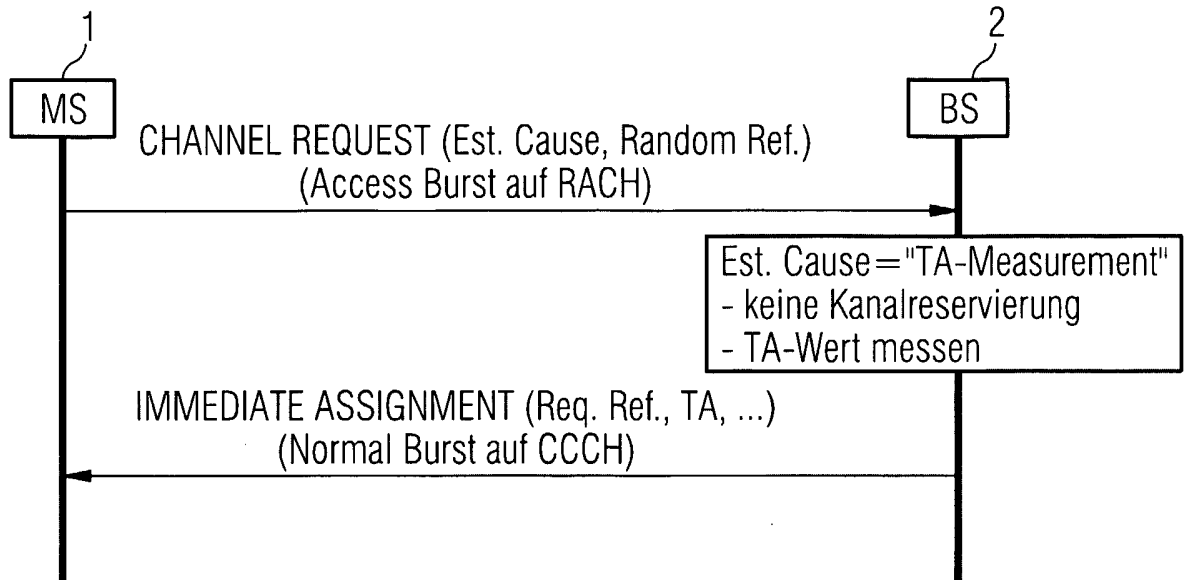 1
2
MS
BS
CHANNEL REQUEST (Est. Cause, Random Ref.)
(Access Burst auf RACH)
Est. Cause="TA-Measurement"
- keine Kanalreservierung
- TA-Wert messen
IMMEDIATE ASSIGNMENT (Req. Ref., TA, ...)
(Normal Burst auf CCCH)